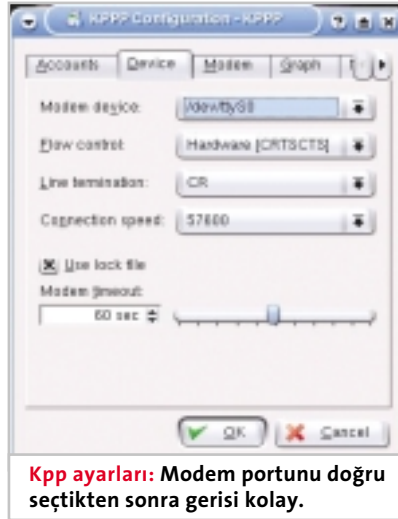 KPPP Configuration - KPPP
Accounts Device Modem Graph
Modem device: /dev/ttyS0
Flow control: Hardware [CRTSCTS]
Line termination: CR
Connection speed: 57600
Use lock file
Modem timeout:
60 sec
OK Cancel
Kpp ayarları: Modem portunu doğru
seçtikten sonra gerisi kolay.